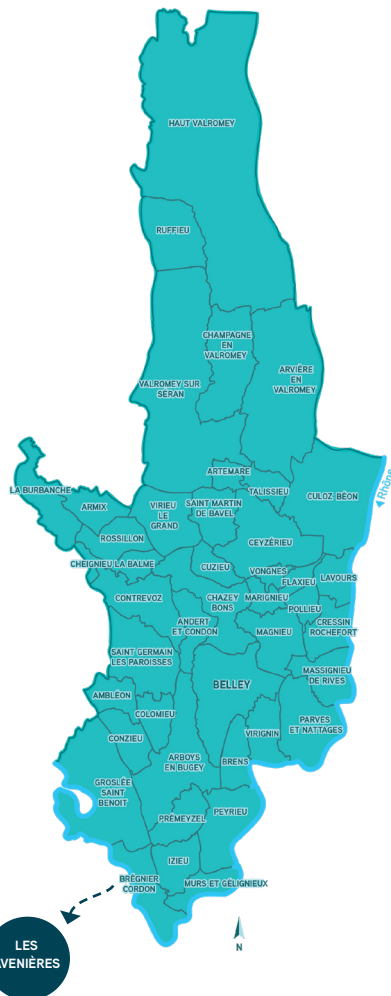 HAUT VALROMEY
RUFFIEU
CHAMPAGNE
EN
VALROMEY
ARVIÈRE
EN
VALROMEY
VALROMEY SUR
SÉRAN
ARTEMARE
TALISSIEU
CULOZ-BÉON
Rhône
LA BURBANCHE
ARMIX
VIRIEU
LE
GRAND
SAINT MARTIN
DE BAVEL
ROSSILLON
CEYZÉRIEU
CHEIGNIEU LA BALME
CUZIEU
VONGNES
FLAXIEU
LAVOURS
CONTREVOZ
CHAZEY
BONS
MARIGNIEU
POLLIEU
ANDERT
ET CONDON
MAGNIEU
CRESSIN
ROCHEFORT
SAINT GERMAIN
LES PAROISSES
MASSIGNIEU
DE RIVES
BELLEY
AMBLÉON
COLOMIEU
PARVES
ET NATTAGES
VIRIGNIN
CONZIEU
ARBOYS
EN BUGEY
BRENS
GROSLÉE
SAINT
BENOIT
PEYRIEU
PRÉMEYZEL
IZIEU
BRÉGNIER
CORDON
MURS ET GÉLIGNIEUX
LES
AVENIÈRES
N